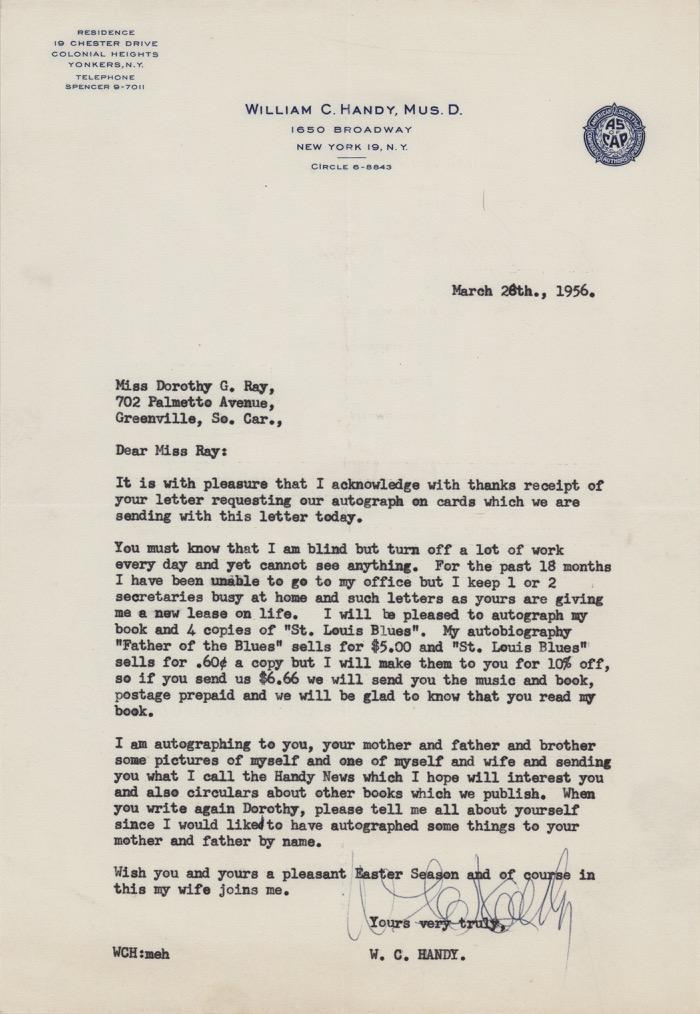 RESIDENCE
19 CHESTER DRIVE
COLONIAL HEIGHTS
YONKERS, N.Y.
TELEPHONE
SPENCER 9-7011
WILLIAM C. HANDY, MUS. D.
1650 BROADWAY
NEW YORK 19, N. Y.
CIRCLE 6-8843
AMERICAN SOCIETY
AS
OF
CAP
AUTHORS
March 28th., 1956.
Miss Dorothy G. Ray,
702 Palmetto Avenue,
Greenville, So. Car.,
Dear Miss Ray:
It is with pleasure that I acknowledge with thanks receipt of
your letter requesting our autograph on cards which we are
sending with this letter today.
You must know that I am blind but turn off a lot of work
every day and yet cannot see anything. For the past 18 months
I have been unable to go to my office but I keep 1 or 2
secretaries busy at home and such letters as yours are giving
me a new lease on life. I will be pleased to autograph my
book and 4 copies of "St. Louis Blues". My autobiography
"Father of the Blues" sells for $5.00 and "St. Louis Blues"
sells for .60¢ a copy but I will make them to you for 10% off,
so if you send us $6.66 we will send you the music and book,
postage prepaid and we will be glad to know that you read my
book.
I am autographing to you, your mother and father and brother
some pictures of myself and one of myself and wife and sending
you what I call the Handy News which I hope will interest you
and also circulars about other books which we publish. When
you write again Dorothy, please tell me all about yourself
since I would like to have autographed some things to your
mother and father by name.
Wish you and yours a pleasant Easter Season and of course in
this my wife joins me.
Yours very truly,
WCH:meh W. C. HANDY.